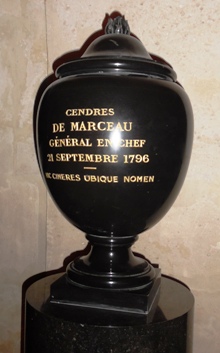 CENDRES
DE MARCEAU
GÉNÉRAL EN CHEF
21 SEPTEMBRE 1796
CINERES UBIQUE NOMEN